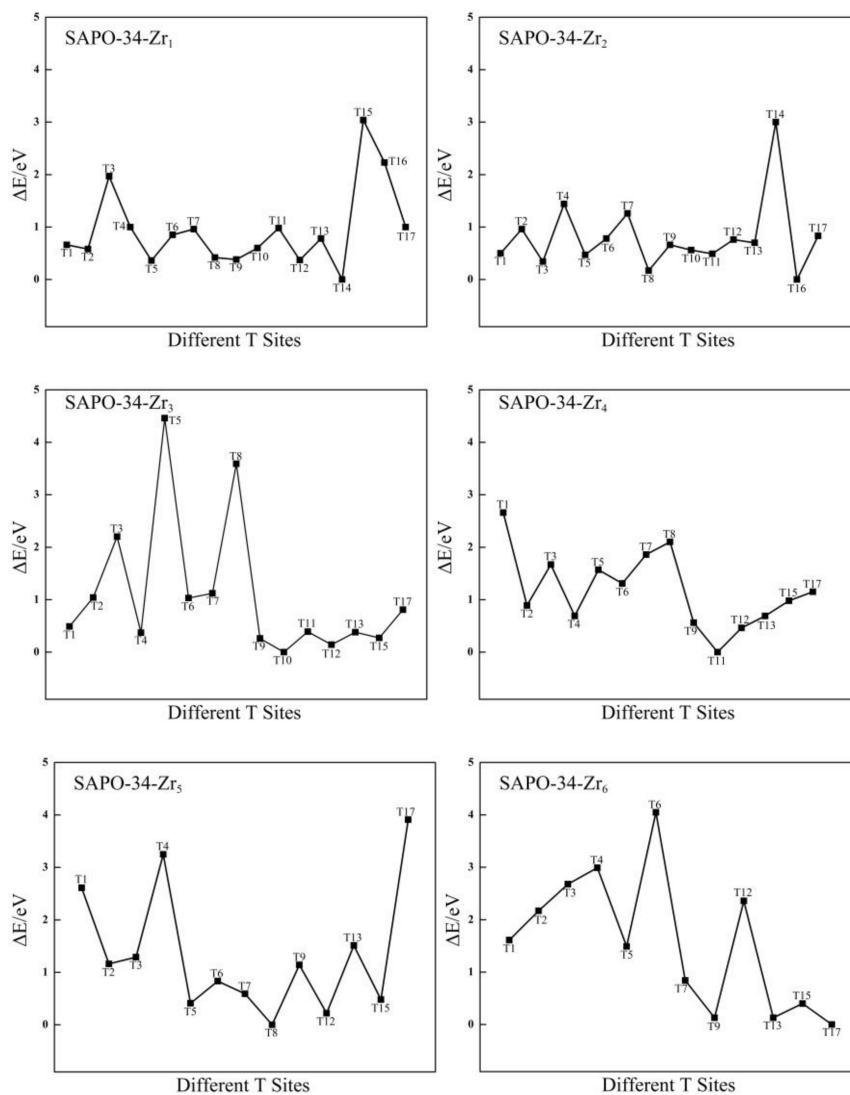 SAPO-34-Zr1
5
4
3
2
1
0
ΔE/eV
T1
T2
T3
T4
T5
T6
T7
T8
T9
T10
T11
T12
T13
T14
T15
T16
T17
Different T Sites
SAPO-34-Zr2
5
4
3
2
1
0
ΔE/eV
T1
T2
T3
T4
T5
T6
T7
T8
T9
T10
T11
T12
T13
T14
T16
T17
Different T Sites
SAPO-34-Zr3
5
4
3
2
1
0
ΔE/eV
T1
T2
T3
T4
T5
T6
T7
T8
T9
T10
T11
T12
T13
T15
T17
Different T Sites
SAPO-34-Zr4
5
4
3
2
1
0
ΔE/eV
T1
T2
T3
T4
T5
T6
T7
T8
T9
T11
T12
T13
T15
T17
Different T Sites
SAPO-34-Zr5
5
4
3
2
1
0
ΔE/eV
T1
T2
T3
T4
T5
T6
T7
T8
T9
T12
T13
T15
T17
Different T Sites
SAPO-34-Zr6
5
4
3
2
1
0
ΔE/eV
T1
T2
T3
T4
T5
T6
T7
T9
T12
T13
T15
T17
Different T Sites